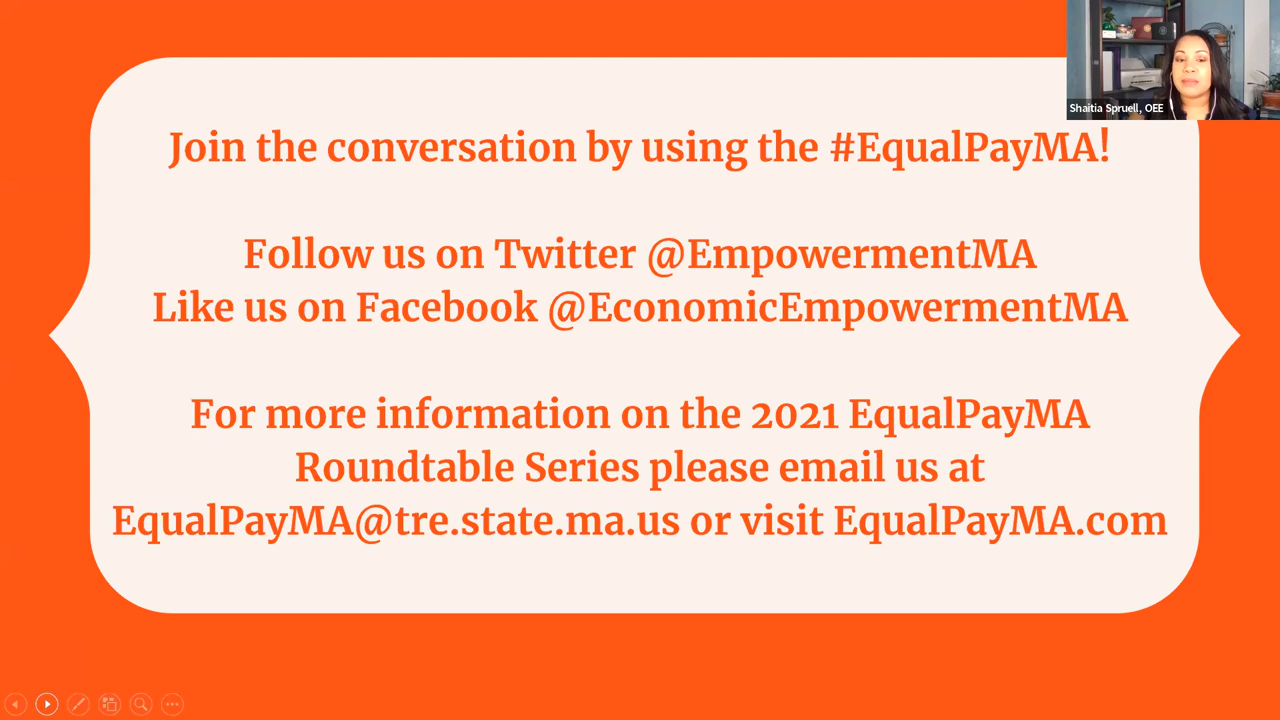 Shaitia Spruell, OEE
Join the conversation by using the #EqualPayMA!
Follow us on Twitter @EmpowermentMA
Like us on Facebook @EconomicEmpowermentMA
For more information on the 2021 EqualPayMA
Roundtable Series please email us at
EqualPayMA@tre.state.ma.us or visit EqualPayMA.com